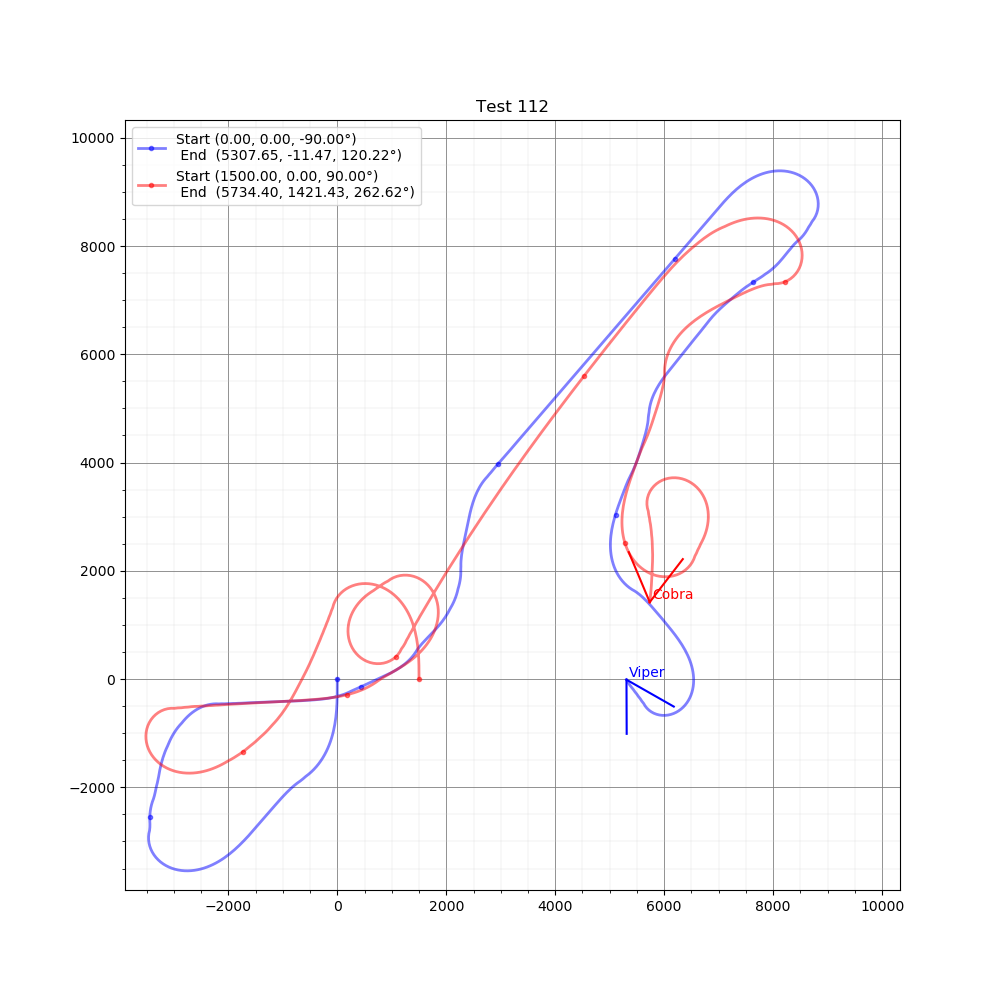 Test 112
Start (0.00, 0.00, -90.00°)
End  (5307.65, -11.47, 120.22°)
Start (1500.00, 0.00, 90.00°)
End  (5734.40, 1421.43, 262.62°)
10000
8000
6000
4000
2000
0
−2000
Cobra
Viper
−2000
0
2000
4000
6000
8000
10000